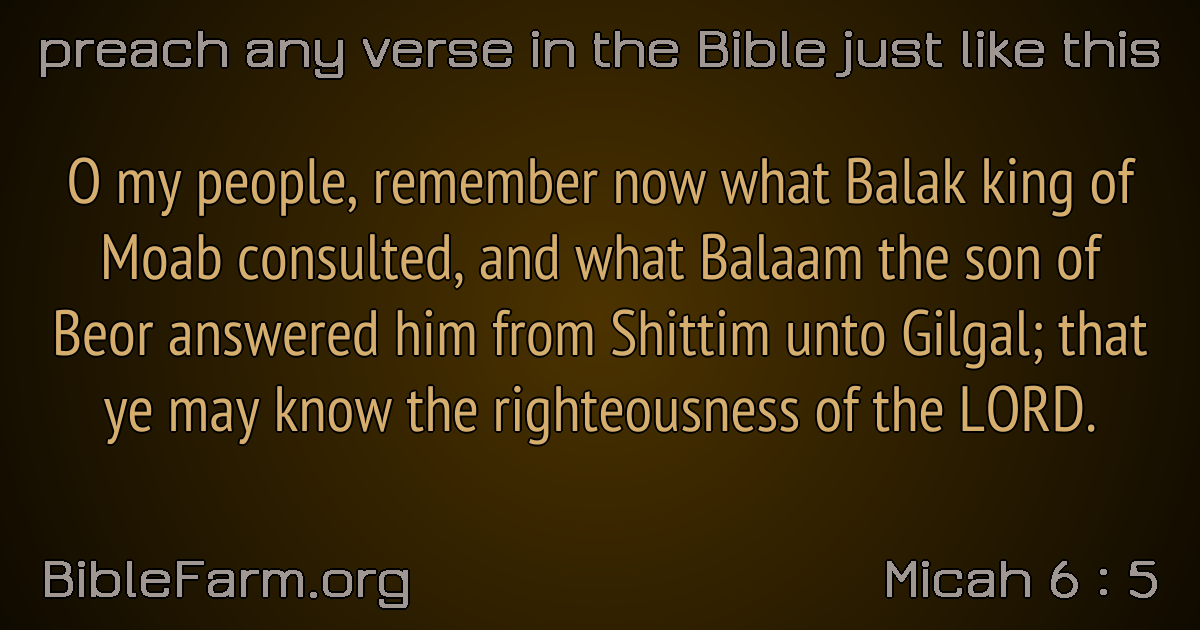 preach any verse in the Bible just like this
O my people, remember now what Balak king of
Moab consulted, and what Balaam the son of
Beor answered him from Shittim unto Gilgal; that
ye may know the righteousness of the LORD.
BibleFarm.org
Micah 6 : 5